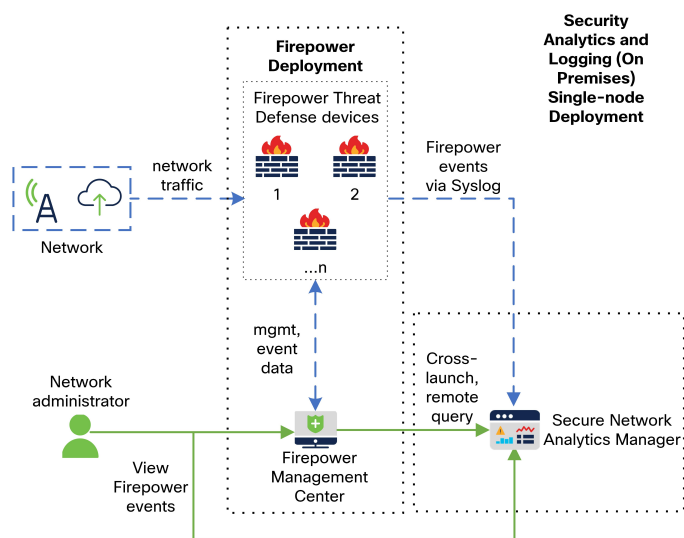 Security
Analytics and
Logging (On
Premises)
Single-node
Deployment
Firepower
Deployment
Firepower Threat
Defense devices
1
2
...n
network
traffic
Network
Firepower
events
via Syslog
mgmt,
event
data
Cross-
launch,
remote
query
Network
administrator
Secure Network
Analytics Manager
View
Firepower
events
Firepower
Management
Center